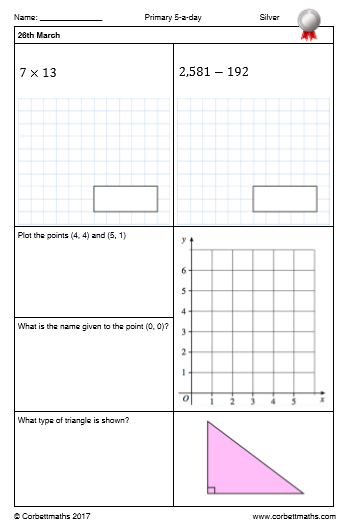 Name: _______________ Primary 5-a-day Silver
26th March
7 × 13
2,581 − 192
Plot the points (4, 4) and (5, 1)
What is the name given to the point (0, 0)?
y
6
5
4
3
2
1
O 1 2 3 4 5 x
What type of triangle is shown?
© Corbettmaths 2017 www.corbettmaths.com